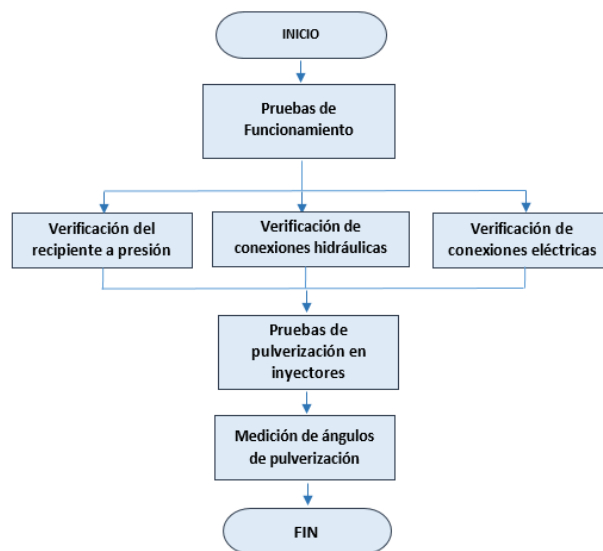 INICIO
Pruebas de
Funcionamiento
Verificación del
recipiente a presión
Verificación de
conexiones hidráulicas
Verificación de
conexiones eléctricas
Pruebas de
pulverización en
inyectores
Medición de ángulos
de pulverización
FIN